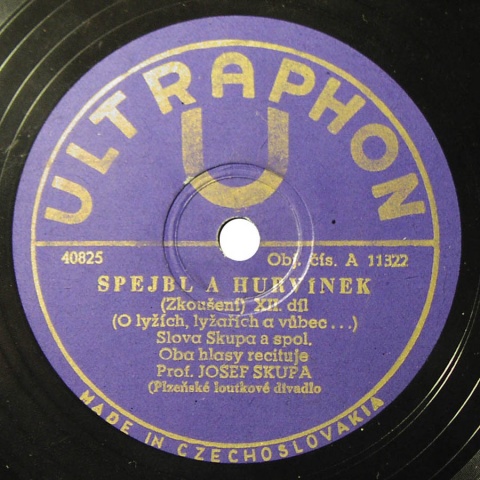 ULTRAPHON
U
40825
Obj. čís. A 11322
SPEJBL A HURVÍNEK
(Zkoušení) XII. díl
(O lyžích, lyžařích a vůbec ...)
Slova Skupa a spol.
Oba hlasy recituje
Prof. JOSEF SKUPA
(Plzeňské loutkové divadlo
MADE IN CZECHOSLOVAKIA